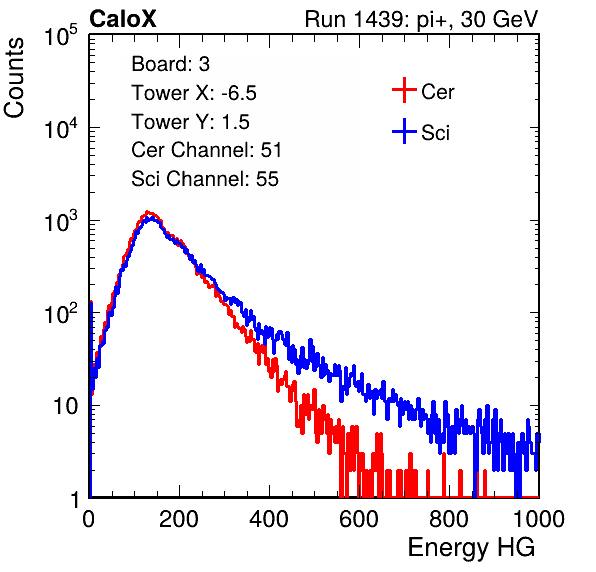 CaloX Run 1439: pi+, 30 GeV
Counts
Board: 3
Tower X: -6.5
Tower Y: 1.5
Cer Channel: 51
Sci Channel: 55
Cer
Sci
10^5
10^4
10^3
10^2
10
1
0 200 400 600 800 1000
Energy HG